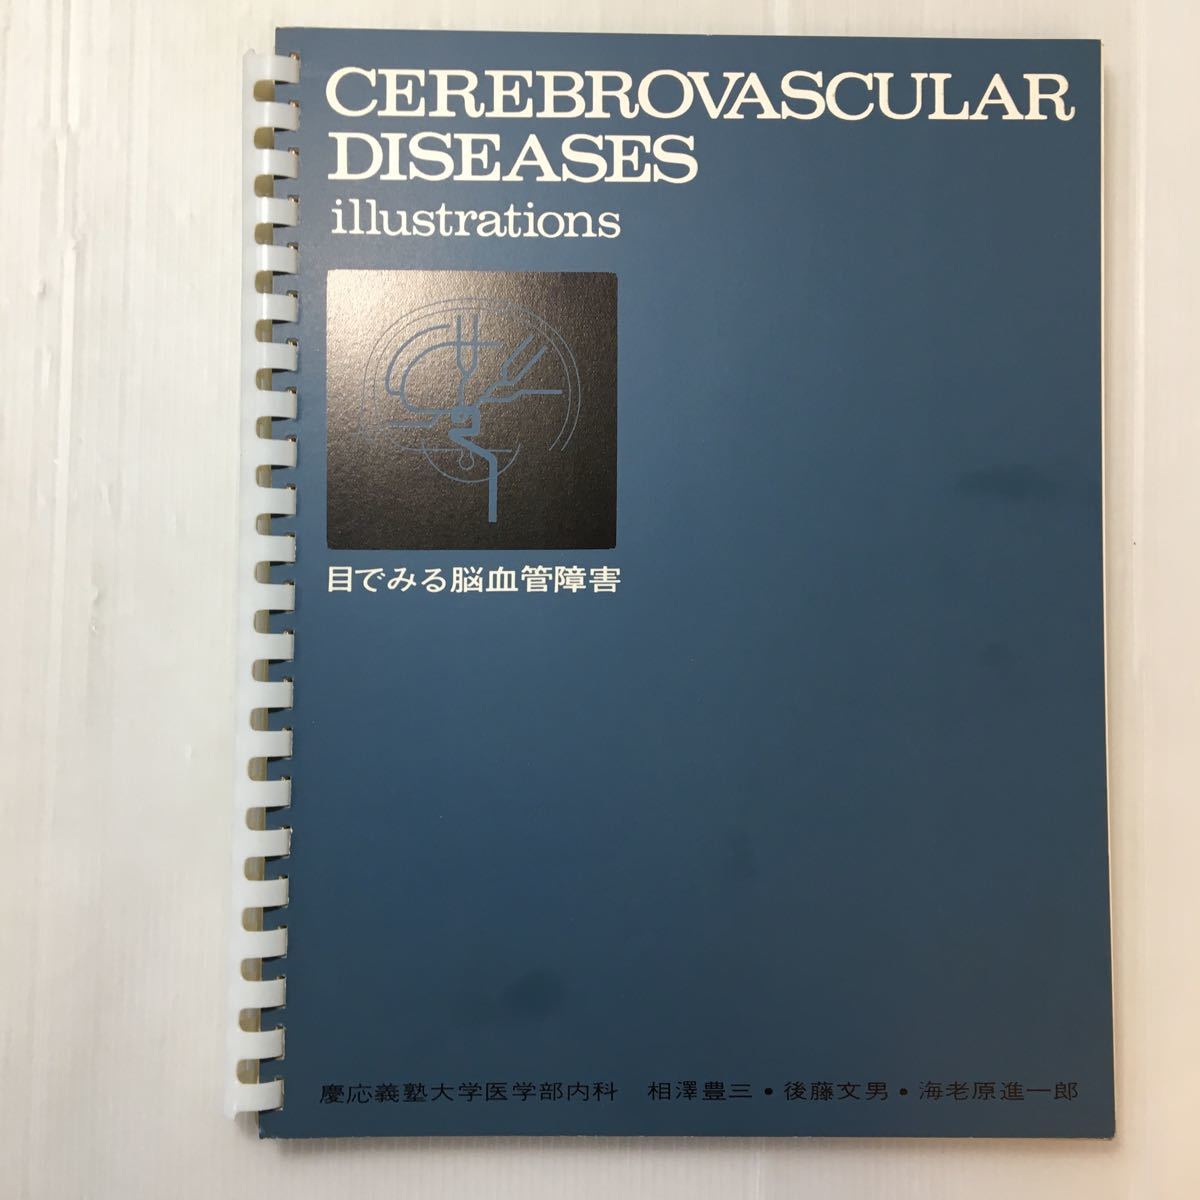 CEREBROVASCULAR
DISEASES
illustrations
目でみる脳血管障害
慶応義塾大学医学部内科 相澤豊三・後藤文男・海老原進一郎